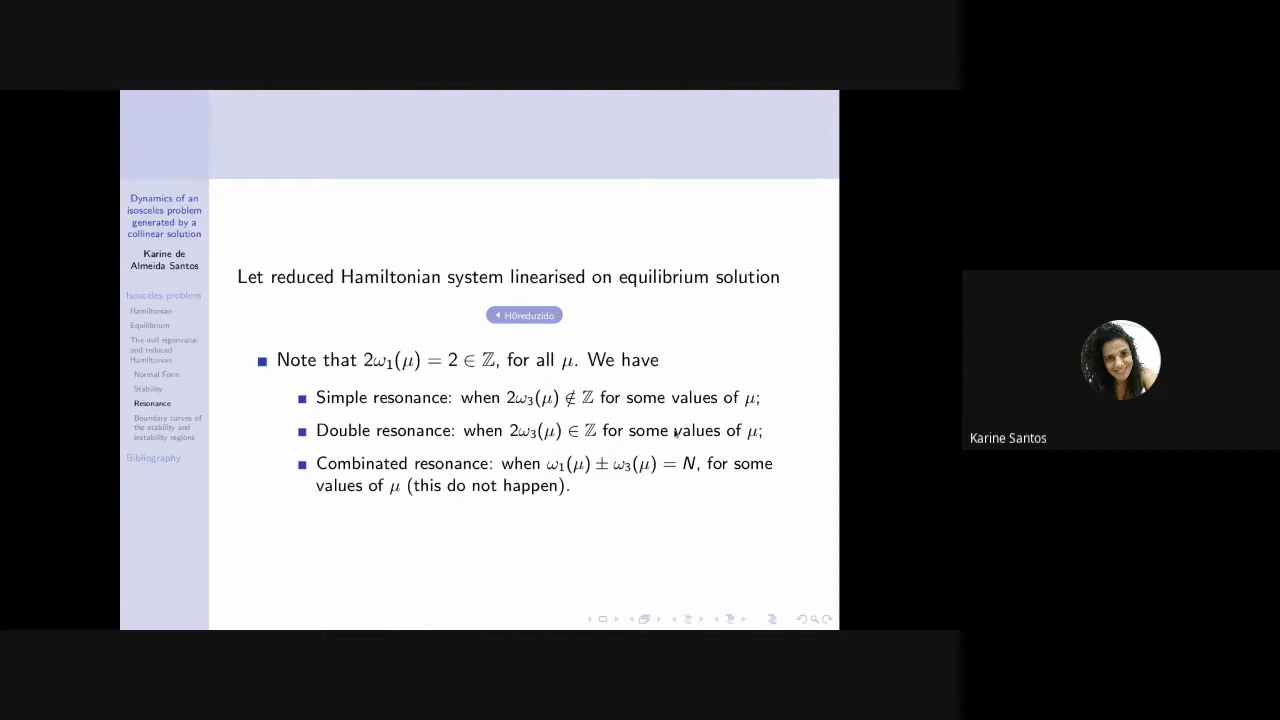 Dynamics of an
isosceles problem
generated by a
collinear solution
Karine de
Almeida Santos
Isosceles problem
Hamiltonian
Equilibrium
The null eigenvalue
and reduced
Hamiltonian
Normal Form
Stability
Resonance
Boundary curves of
the stability and
instability regions
Bibliography
Let reduced Hamiltonian system linearised on equilibrium solution
H0reduzido
Note that 2ω₁(μ) = 2 ∈ ℤ, for all μ. We have
Simple resonance: when 2ω₃(μ) ∉ ℤ for some values of μ;
Double resonance: when 2ω₃(μ) ∈ ℤ for some values of μ;
Combinated resonance: when ω₁(μ) ± ω₃(μ) = N, for some
values of μ (this do not happen).
Karine Santos